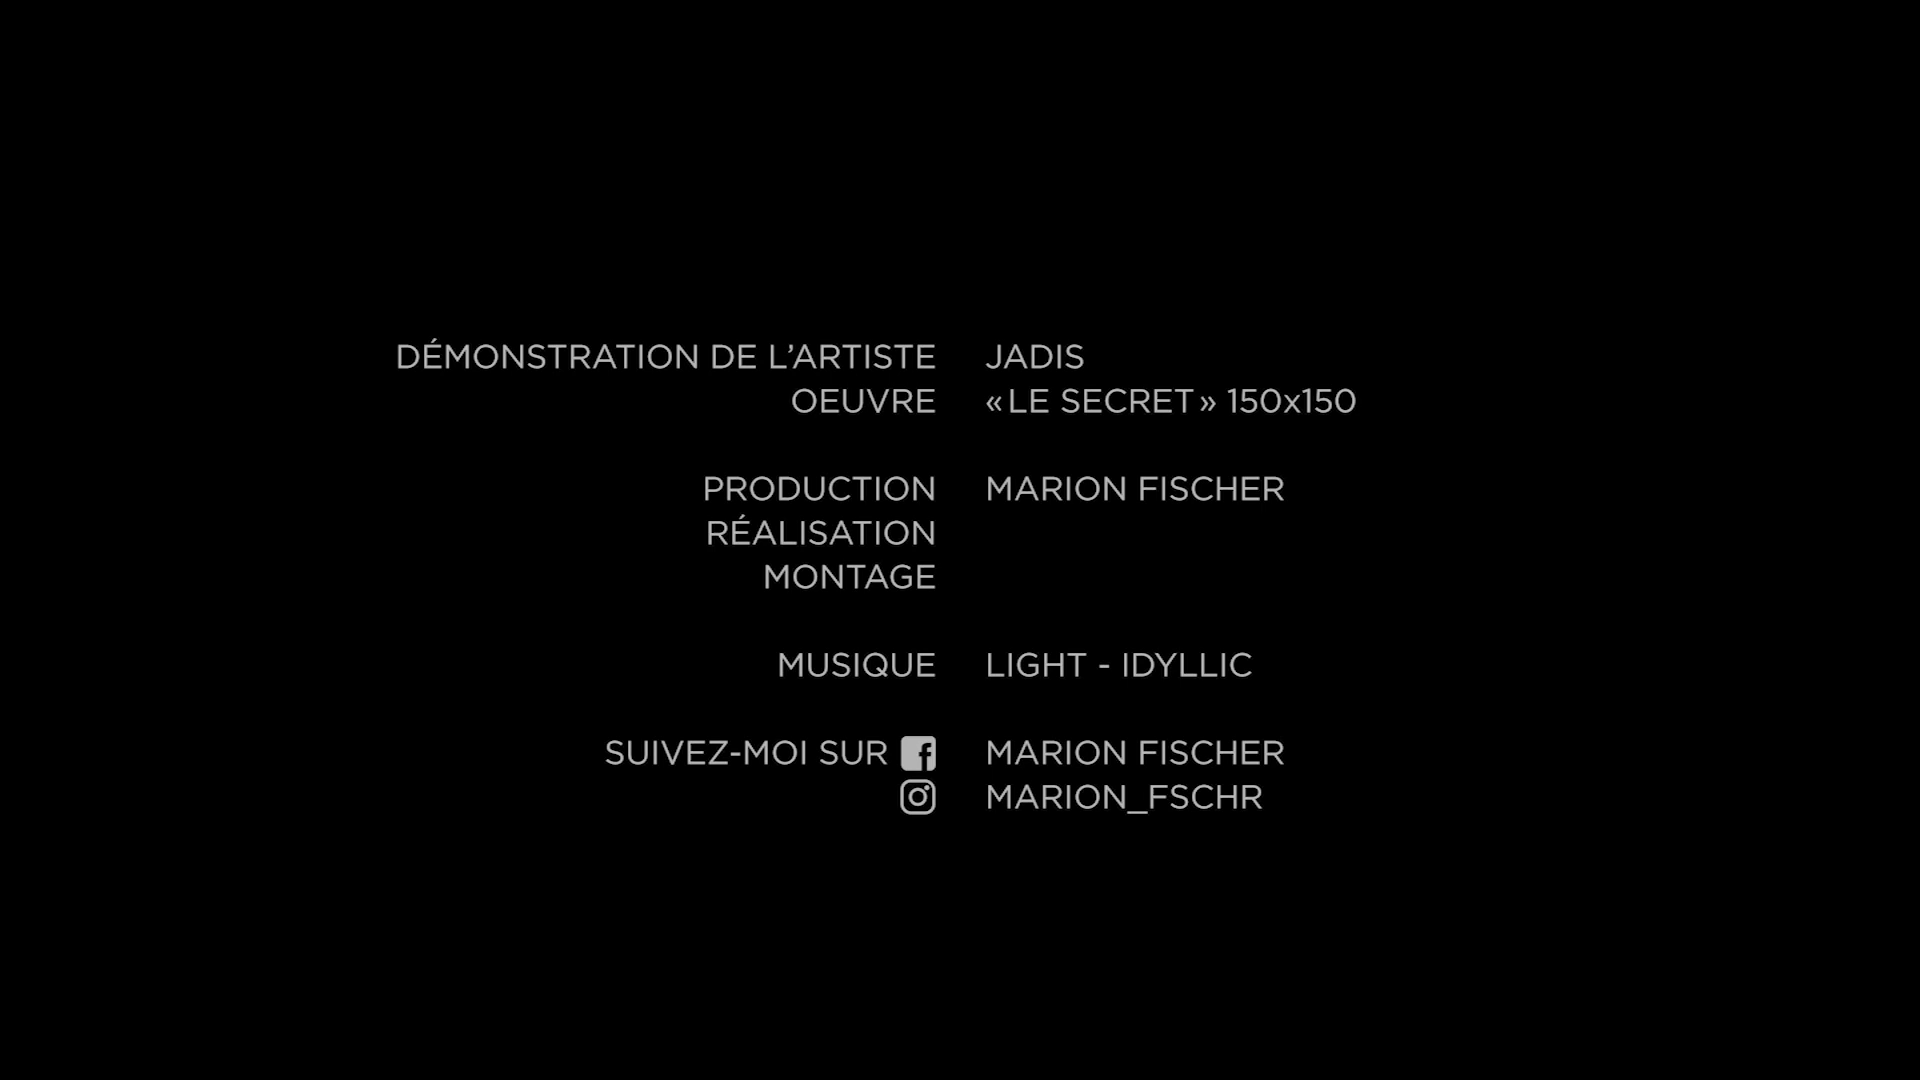 DÉMONSTRATION DE L’ARTISTE JADIS
OEUVRE « LE SECRET » 150x150
PRODUCTION MARION FISCHER
RÉALISATION
MONTAGE
MUSIQUE LIGHT - IDYLLIC
SUIVEZ-MOI SUR MARION FISCHER
MARION_FSCHR